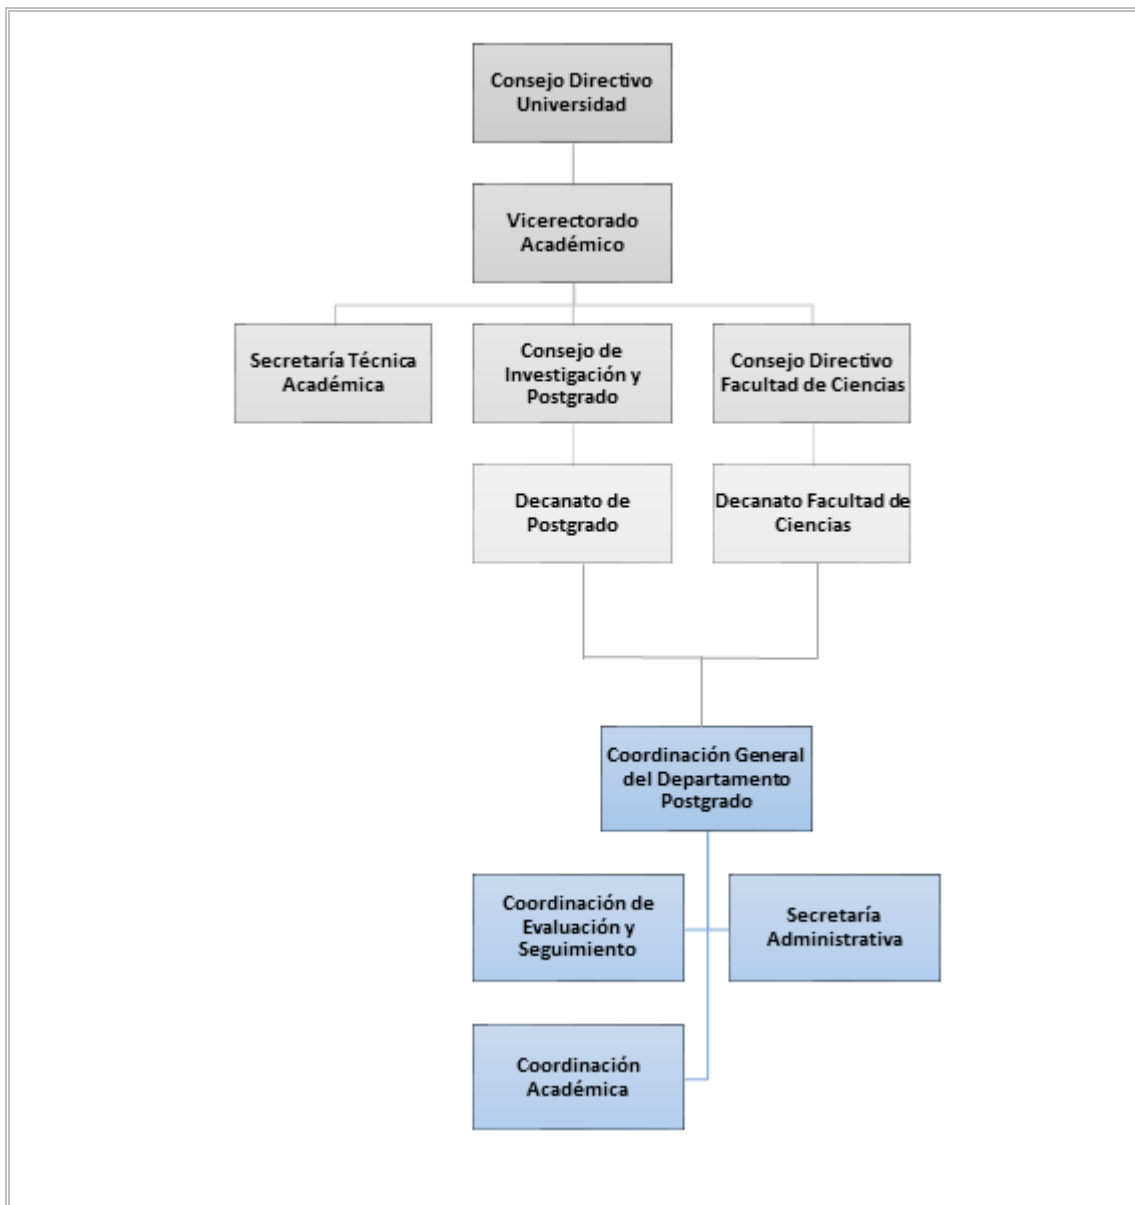 Consejo Directivo
Universidad
Vicerectorado
Académico
Secretaría Técnica
Académica
Consejo de
Investigación y
Postgrado
Consejo Directivo
Facultad de Ciencias
Decanato de
Postgrado
Decanato Facultad de
Ciencias
Coordinación General
del Departamento
Postgrado
Coordinación de
Evaluación y
Seguimiento
Secretaría
Administrativa
Coordinación
Académica